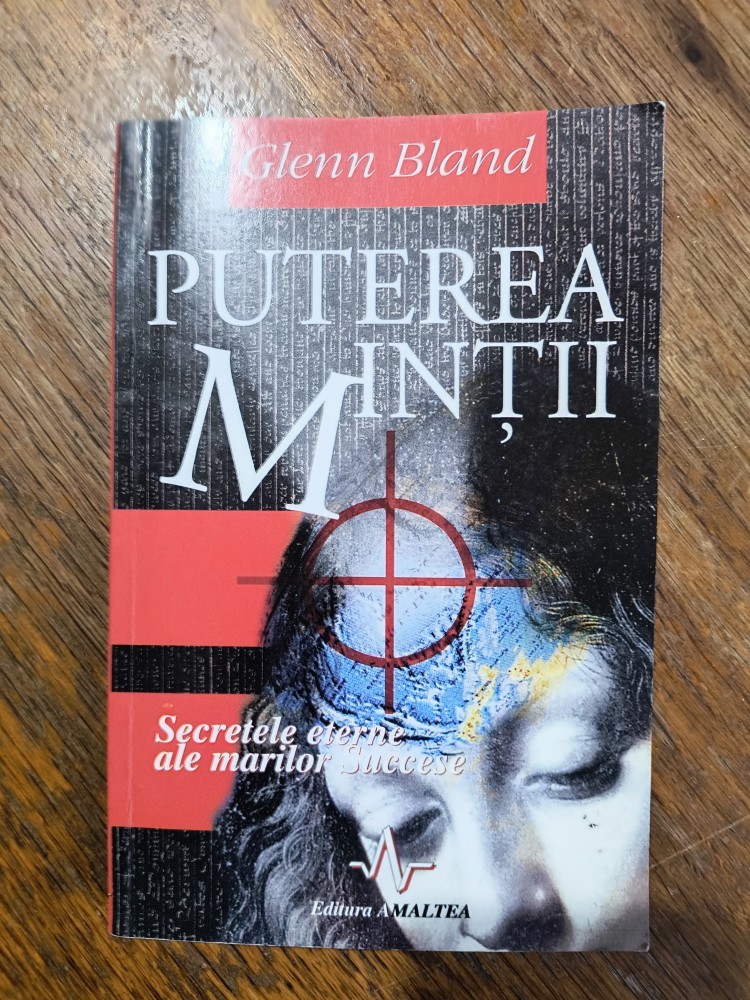 Glenn Bland
PUTEREA
MINȚII
Secretele eterne
ale marilor Succese
Editura AMALTEA